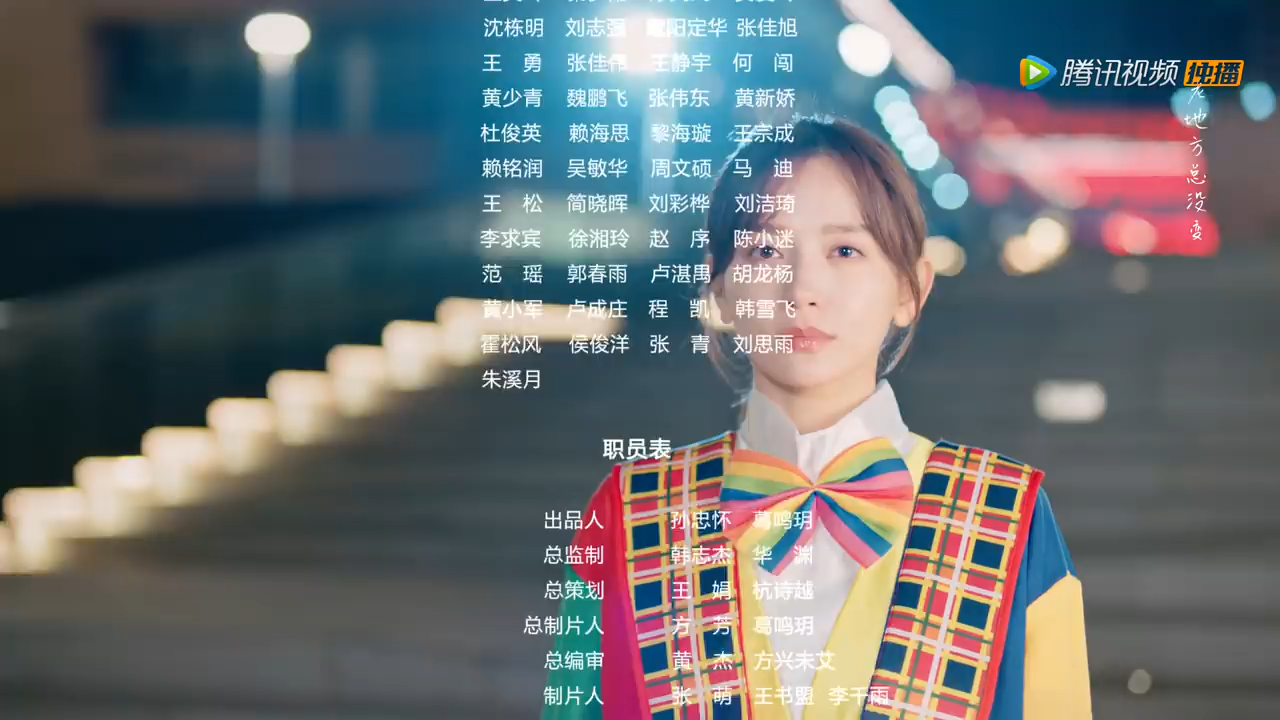 沈栋明 刘志强 欧阳定华 张佳旭
王 勇 张佳伟 王静宇 何 闯
黄少青 魏鹏飞 张伟东 黄新娇
杜俊英 赖海思 黎海璇 王宗成
赖铭润 吴敏华 周文硕 马 迪
王 松 简晓晖 刘彩桦 刘洁琦
李求宾 徐湘玲 赵 序 陈小迷
范 瑶 郭春雨 卢湛禺 胡龙杨
黄小军 卢成庄 程 凯 韩雪飞
霍松风 侯俊洋 张 青 刘思雨
朱溪月
职员表
出品人 孙忠怀 葛鸣玥
总监制 韩志杰 华 渊
总策划 王 娟 杭诗越
总制片人 方 芳 葛鸣玥
总编审 黄 杰 方兴未艾
制片人 张 萌 王书盟 李千雨
腾讯视频 独播
老地方总没变